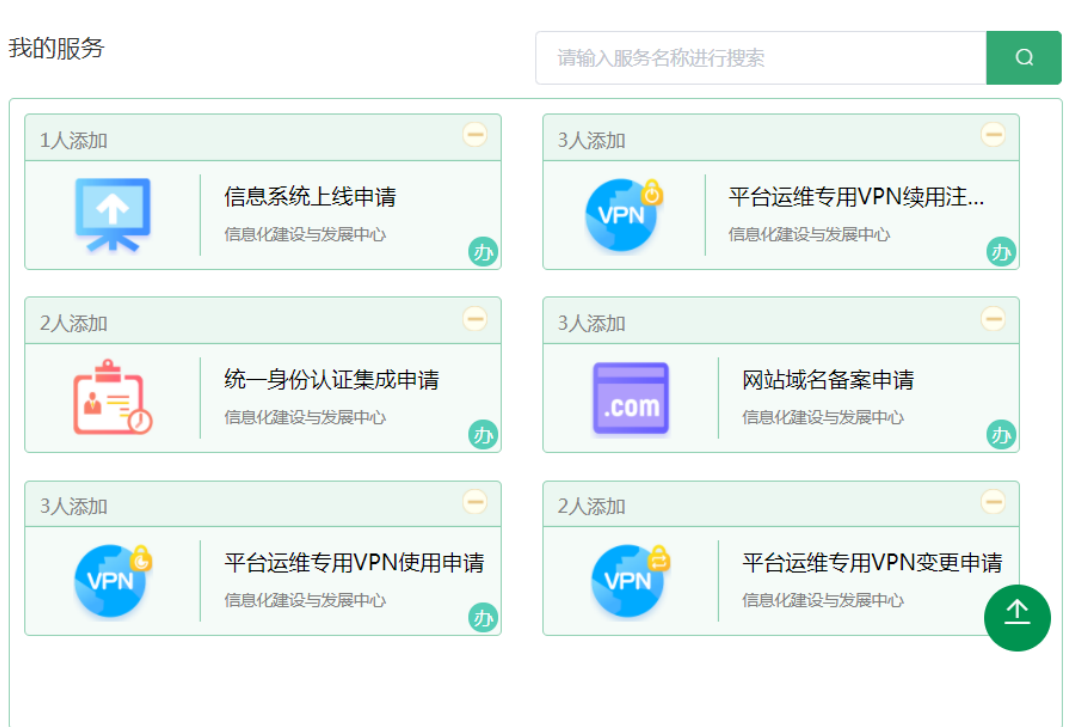 我的服务
请输入服务名称进行搜索
1人添加
信息系统上线申请
信息化建设与发展中心
办
3人添加
VPN
平台运维专用VPN续用注...
信息化建设与发展中心
办
2人添加
统一身份认证集成申请
信息化建设与发展中心
办
3人添加
.com
网站域名备案申请
信息化建设与发展中心
办
3人添加
VPN
平台运维专用VPN使用申请
信息化建设与发展中心
办
2人添加
VPN
平台运维专用VPN变更申请
信息化建设与发展中心